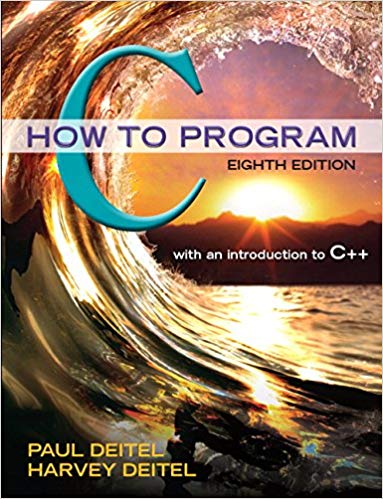 C
HOW TO PROGRAM
EIGHTH EDITION
with an introduction to C++
PAUL DEITEL
HARVEY DEITEL